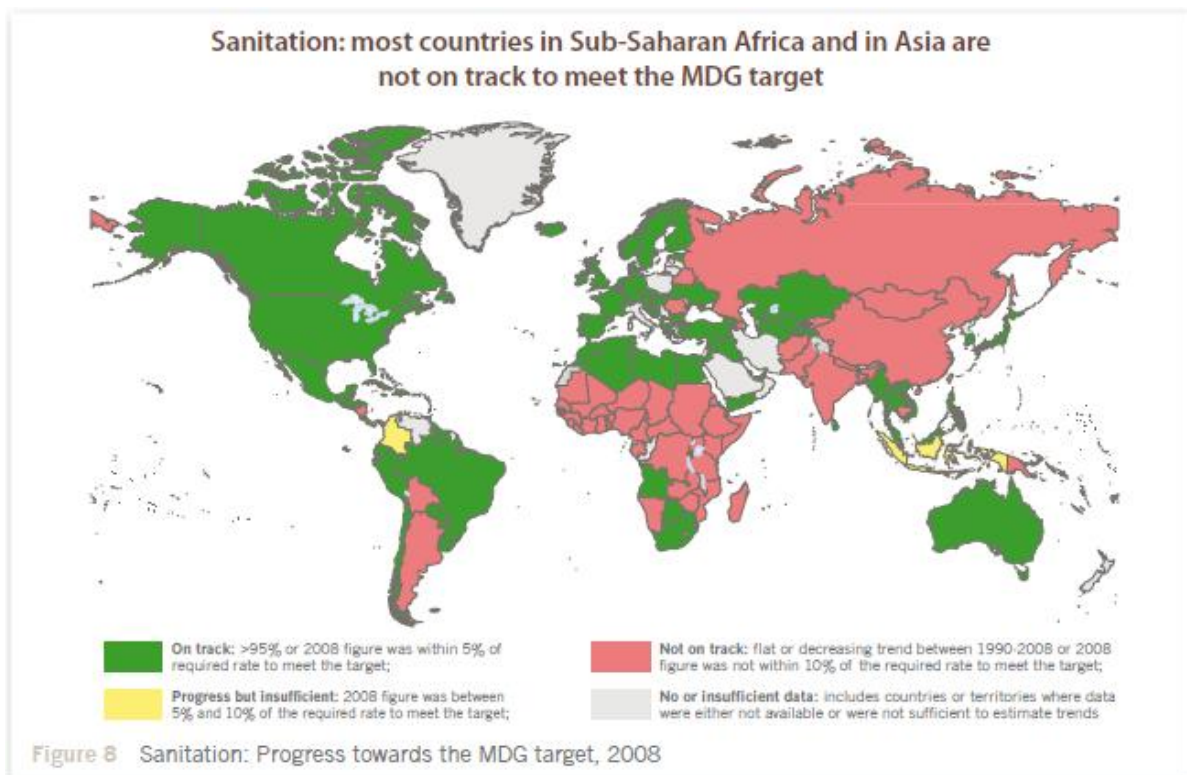 Sanitation: most countries in Sub-Saharan Africa and in Asia are
not on track to meet the MDG target
On track: >95% or 2008 figure was within 5% of
required rate to meet the target;
Progress but insufficient: 2008 figure was between
5% and 10% of the required rate to meet the target;
Not on track: flat or decreasing trend between 1990-2008 or 2008
figure was not within 10% of the required rate to meet the target;
No or insufficient data: includes countries or territories where data
were either not available or were not sufficient to estimate trends
Figure 8 Sanitation: Progress towards the MDG target, 2008